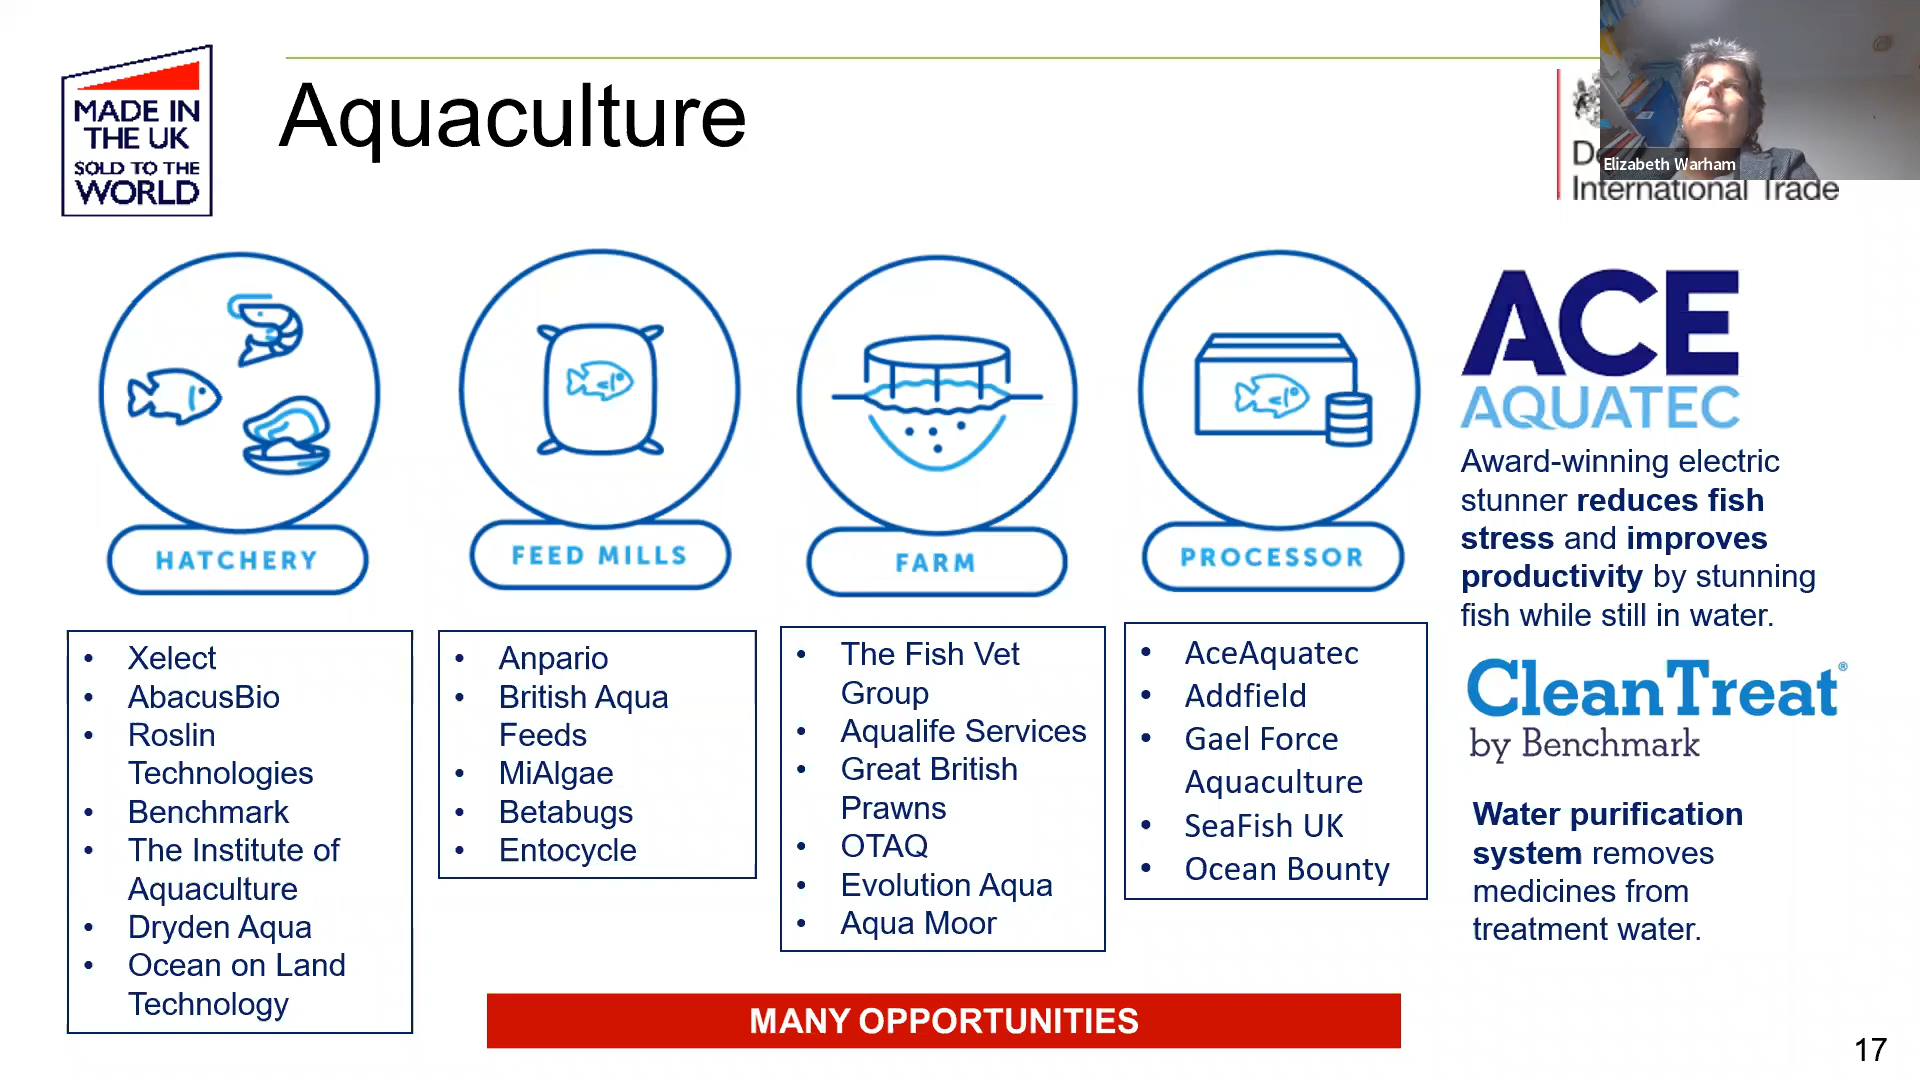 MADE IN
THE UK
SOLD TO THE
WORLD
Aquaculture
Elizabeth Warham
International Trade
HATCHERY
FEED MILLS
FARM
PROCESSOR
• Xelect
• AbacusBio
• Roslin
Technologies
• Benchmark
• The Institute of
Aquaculture
• Dryden Aqua
• Ocean on Land
Technology
• Anpario
• British Aqua
Feeds
• MiAlgae
• Betabugs
• Entocycle
• The Fish Vet
Group
• Aqualife Services
• Great British
Prawns
• OTAQ
• Evolution Aqua
• Aqua Moor
• AceAquatec
• Addfield
• Gael Force
Aquaculture
• SeaFish UK
• Ocean Bounty
ACE
AQUATEC
Award-winning electric
stunner reduces fish
stress and improves
productivity by stunning
fish while still in water.
CleanTreat®
by Benchmark
Water purification
system removes
medicines from
treatment water.
MANY OPPORTUNITIES
17